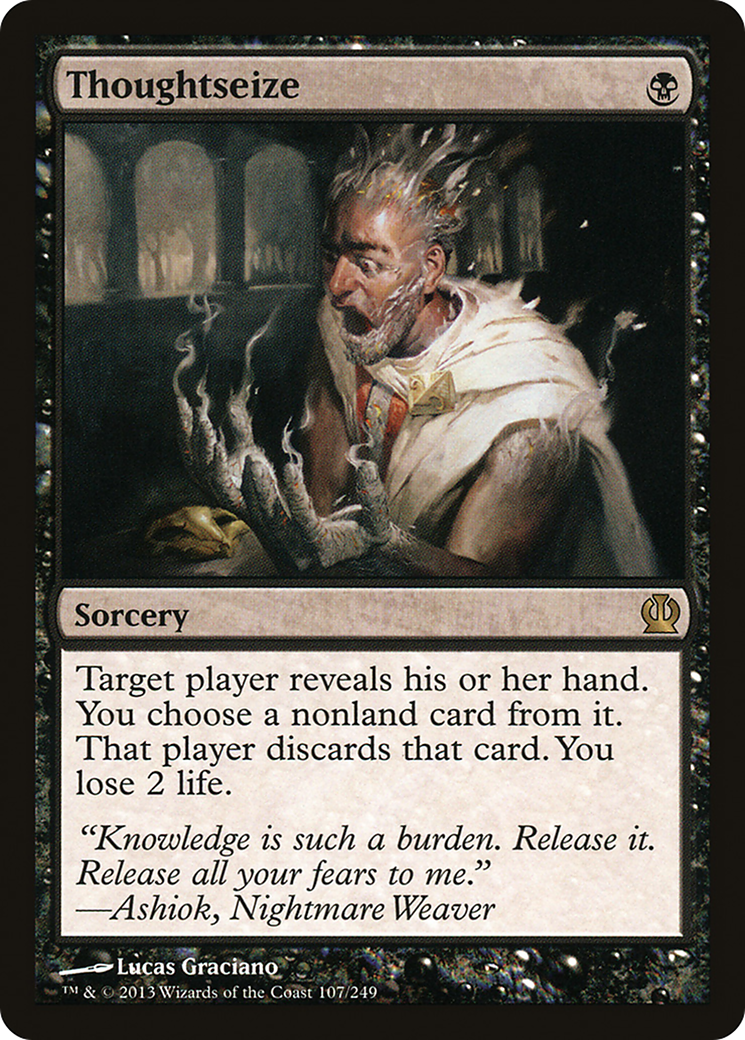 Thoughtseize
Sorcery
Target player reveals his or her hand.
You choose a nonland card from it.
That player discards that card. You
lose 2 life.
“Knowledge is such a burden. Release it.
Release all your fears to me.”
—Ashiok, Nightmare Weaver
Lucas Graciano
™ & © 2013 Wizards of the Coast 107/249